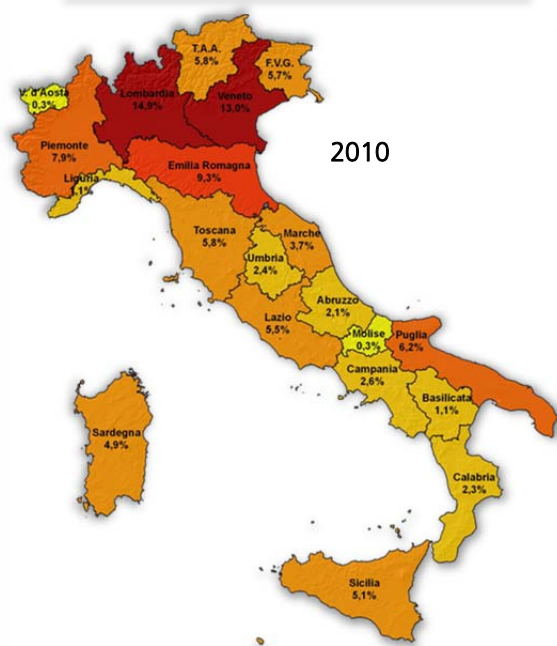 T.A.A.
5,8%
F.V.G.
5,7%
V. d'Aosta
0,3%
Lombardia
14,9%
Veneto
13,0%
Piemonte
7,9%
2010
Emilia Romagna
9,3%
Liguria
1,1%
Toscana
5,8%
Marche
3,7%
Umbria
2,4%
Abruzzo
2,1%
Lazio
5,5%
Molise
0,3%
Puglia
6,2%
Campania
2,6%
Basilicata
1,1%
Sardegna
4,9%
Calabria
2,3%
Sicilia
5,1%